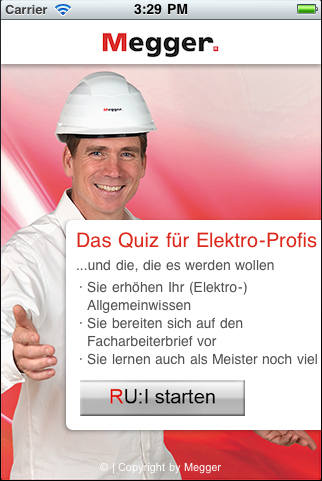 Carrier 3:29 PM
Megger.
Megger.
Das Quiz für Elektro-Profis
...und die, die es werden wollen
· Sie erhöhen Ihr (Elektro-)
Allgemeinwissen
· Sie bereiten sich auf den
Facharbeiterbrief vor
· Sie lernen auch als Meister noch viel
RU:I starten
© | Copyright by Megger